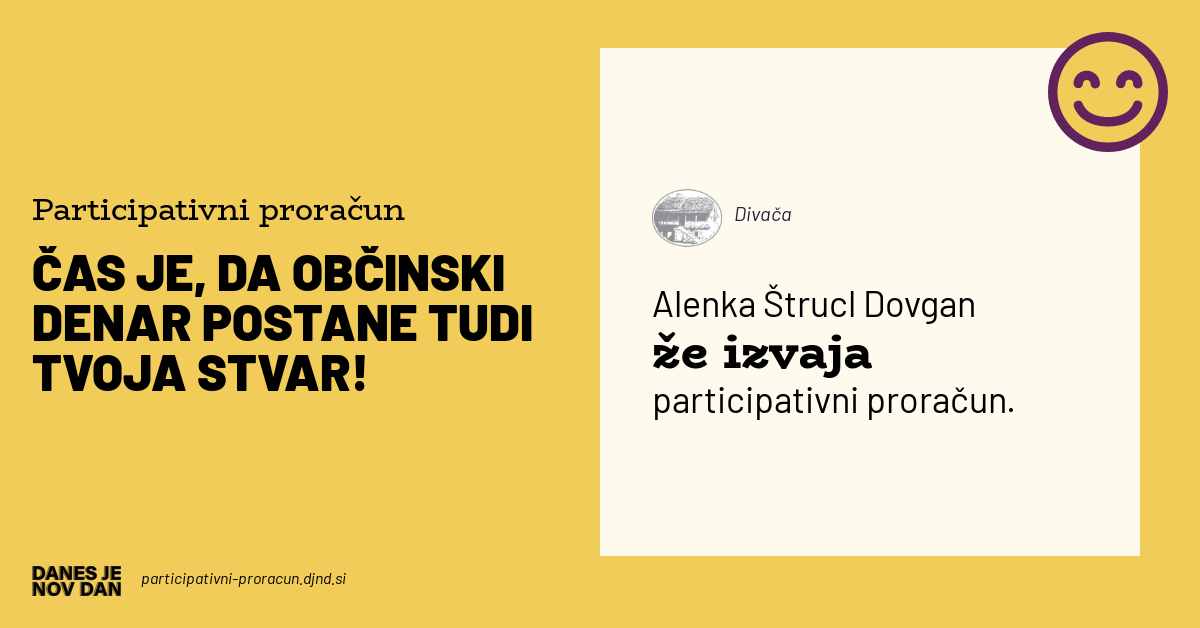 Participativni proračun
ČAS JE, DA OBČINSKI
DENAR POSTANE TUDI
TVOJA STVAR!
Divača
Alenka Štrucl Dovgan
že izvaja
participativni proračun.
DANES JE
NOV DAN
participativni-proracun.djnd.si